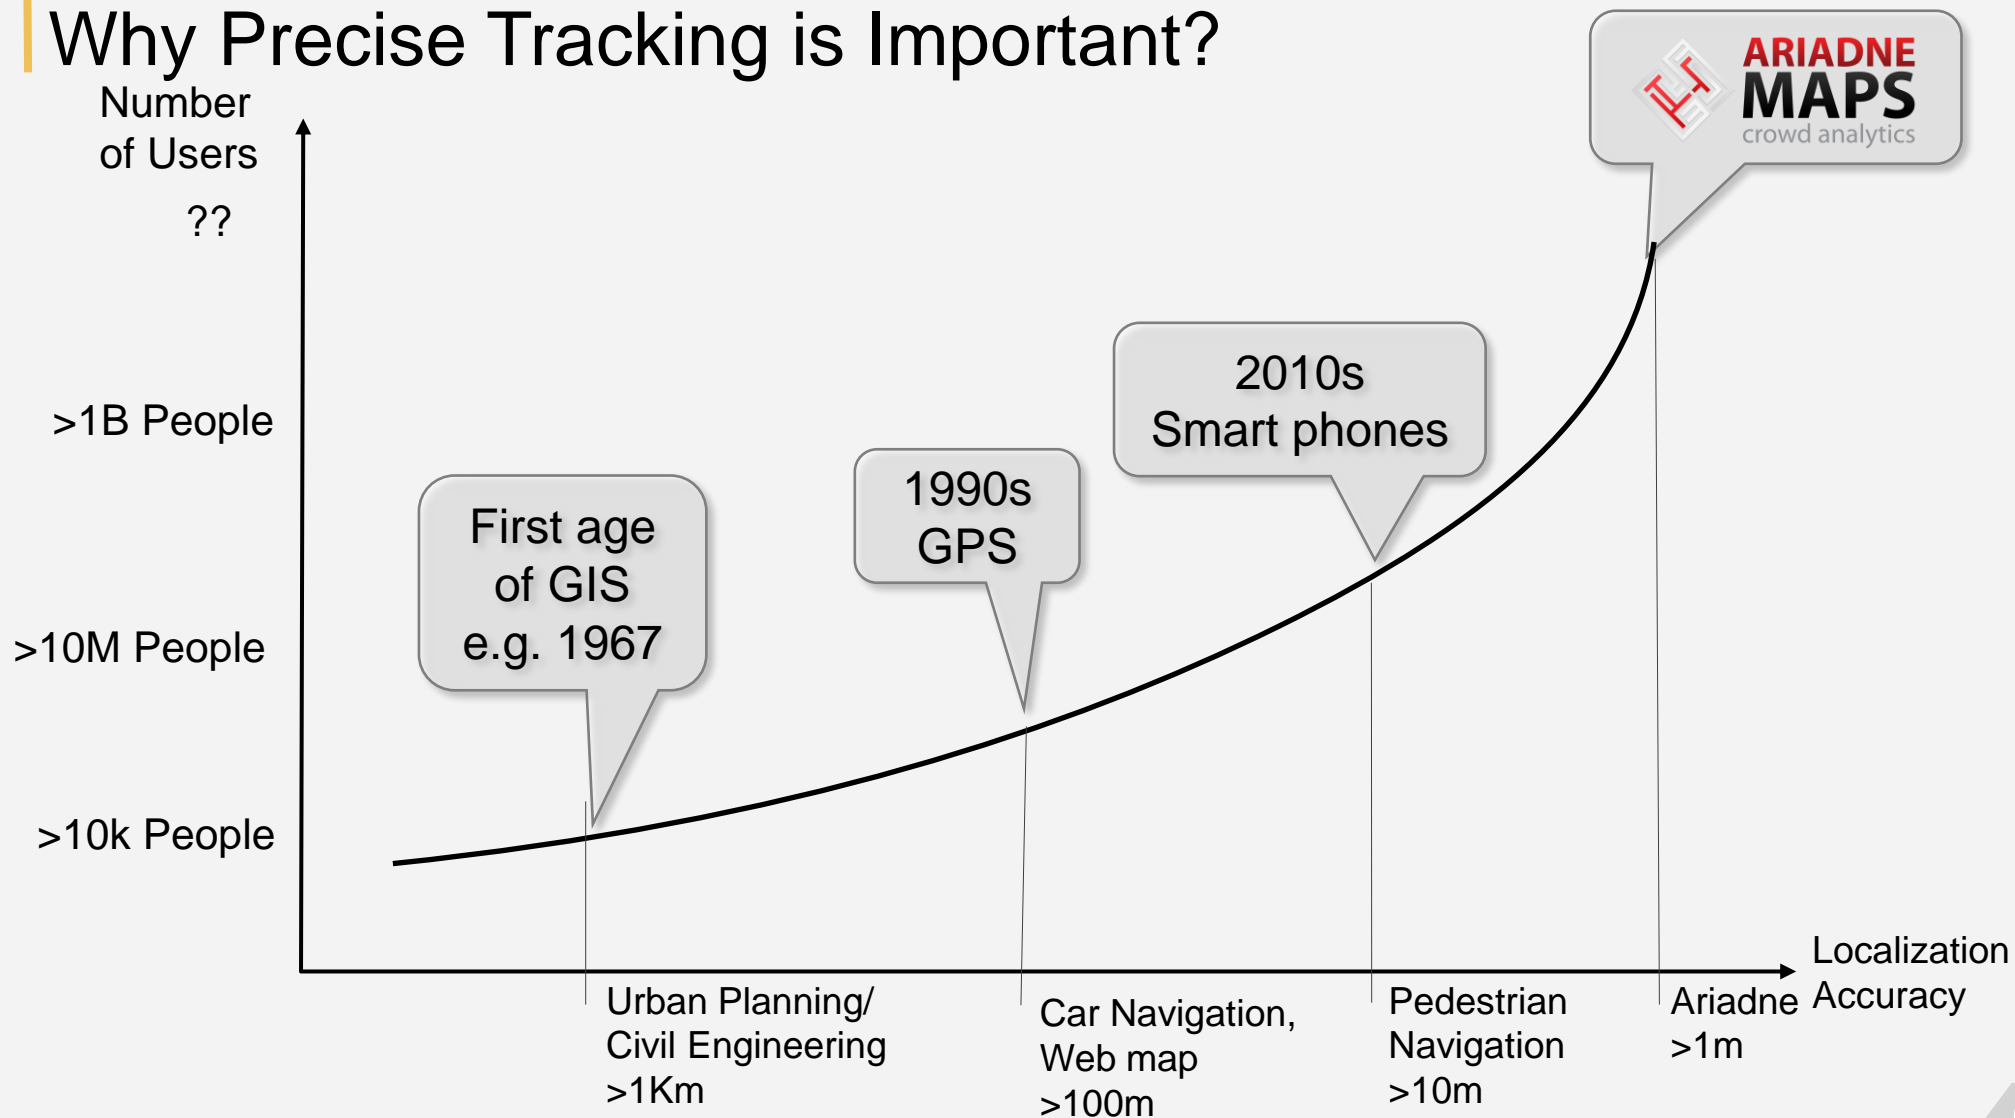 Why Precise Tracking is Important?
ARIADNE
MAPS
crowd analytics
Number
of Users
??
>1B People
>10M People
>10k People
First age
of GIS
e.g. 1967
1990s
GPS
2010s
Smart phones
Localization
Accuracy
Urban Planning/
Civil Engineering
>1Km
Car Navigation,
Web map
>100m
Pedestrian
Navigation
>10m
Ariadne
>1m